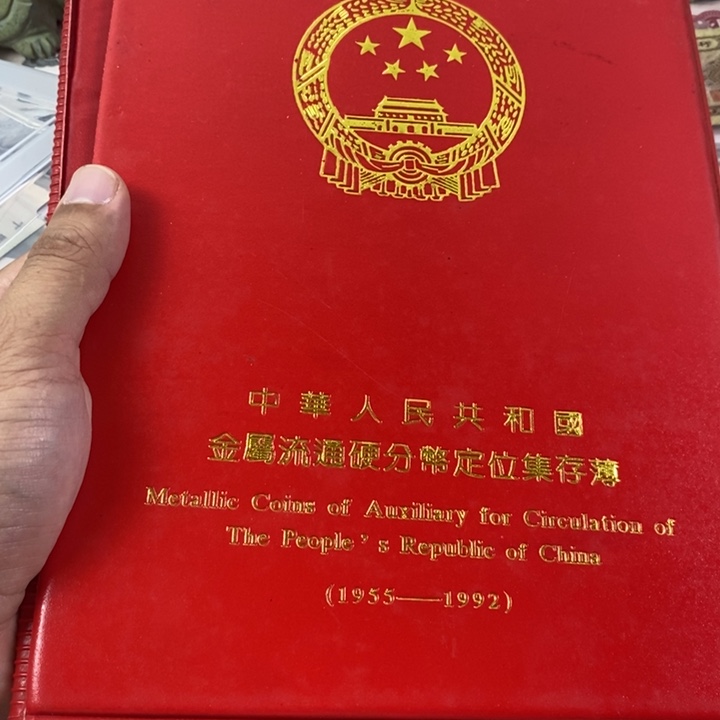 中華人民共和國
金屬流通硬分幣定位集存薄
Metallic Coins of Auxiliary for Circulation of
The People's Republic of China
(1955——1992)